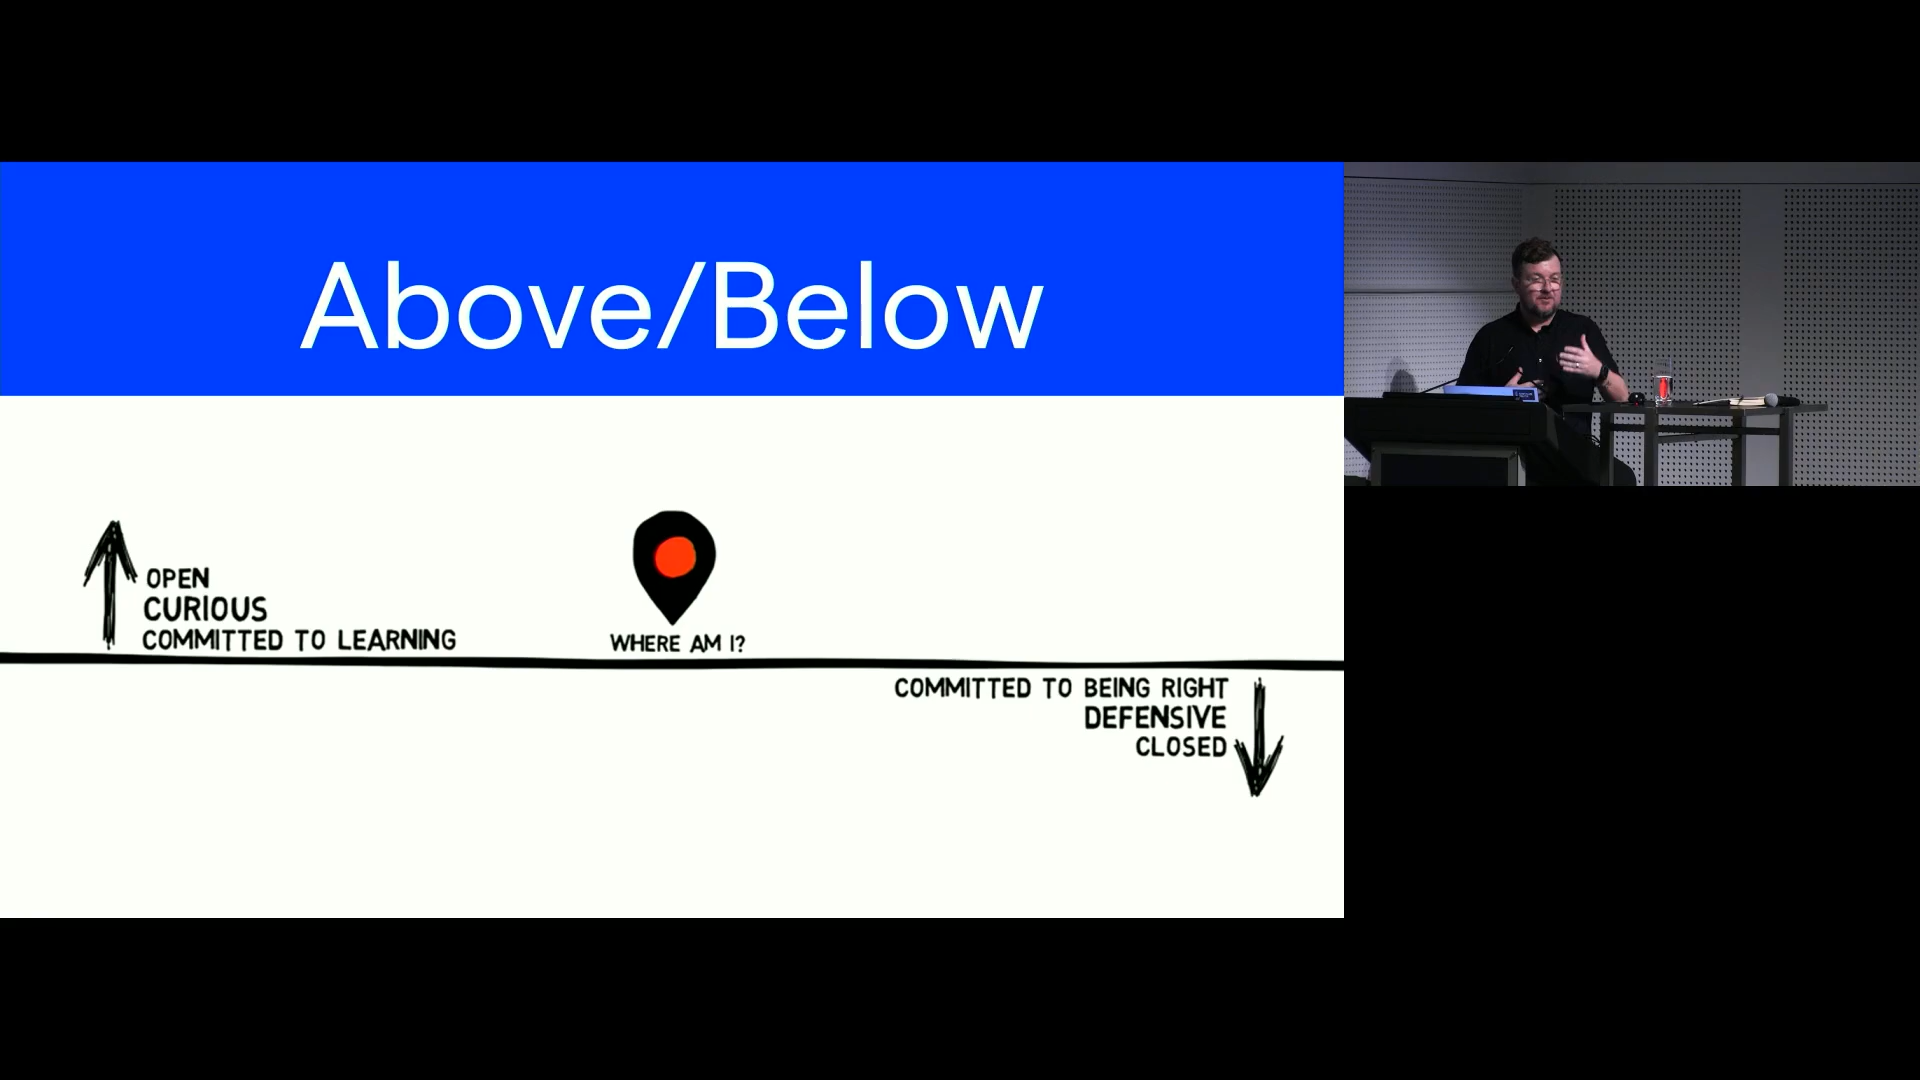 Above/Below
OPEN
CURIOUS
COMMITTED TO LEARNING
WHERE AM I?
COMMITTED TO BEING RIGHT
DEFENSIVE
CLOSED